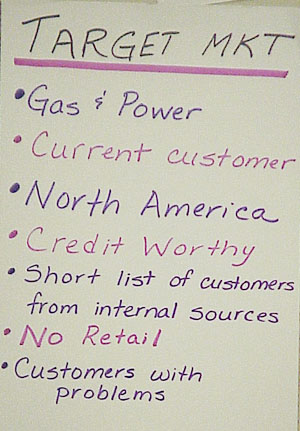 TARGET MKT
• Gas & Power
• Current customer
• North America
• Credit Worthy
• Short list of customers
from internal sources
• No Retail
• Customers with
problems